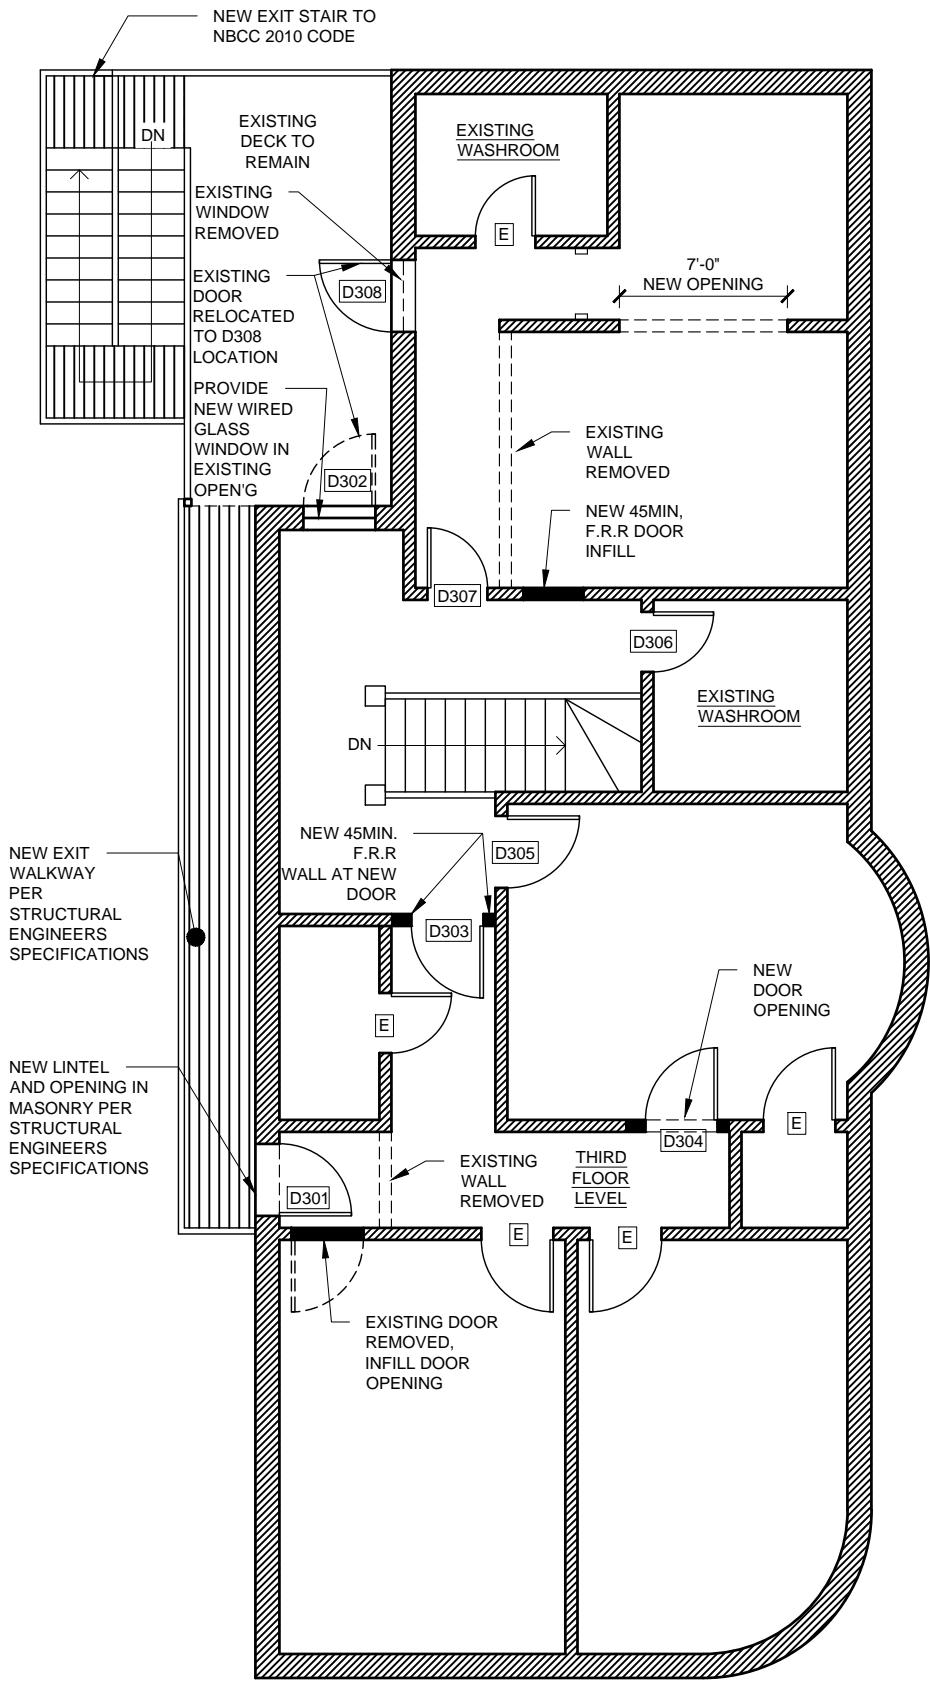 NEW EXIT STAIR TO
NBCC 2010 CODE
DN
EXISTING
DECK TO
REMAIN
EXISTING
WASHROOM
E
EXISTING
WINDOW
REMOVED
EXISTING
DOOR
RELOCATED
TO D308
LOCATION
D308
7'-0"
NEW OPENING
PROVIDE
NEW WIRED
GLASS
WINDOW IN
EXISTING
OPEN'G
D302
EXISTING
WALL
REMOVED
NEW 45MIN,
F.R.R DOOR
INFILL
D307
D306
EXISTING
WASHROOM
DN
NEW 45MIN.
F.R.R
WALL AT NEW
DOOR
D305
NEW EXIT
WALKWAY
PER
STRUCTURAL
ENGINEERS
SPECIFICATIONS
D303
NEW
DOOR
OPENING
E
NEW LINTEL
AND OPENING IN
MASONRY PER
STRUCTURAL
ENGINEERS
SPECIFICATIONS
E
D304
D301
EXISTING
WALL
REMOVED
THIRD
FLOOR
LEVEL
E
E
EXISTING DOOR
REMOVED,
INFILL DOOR
OPENING